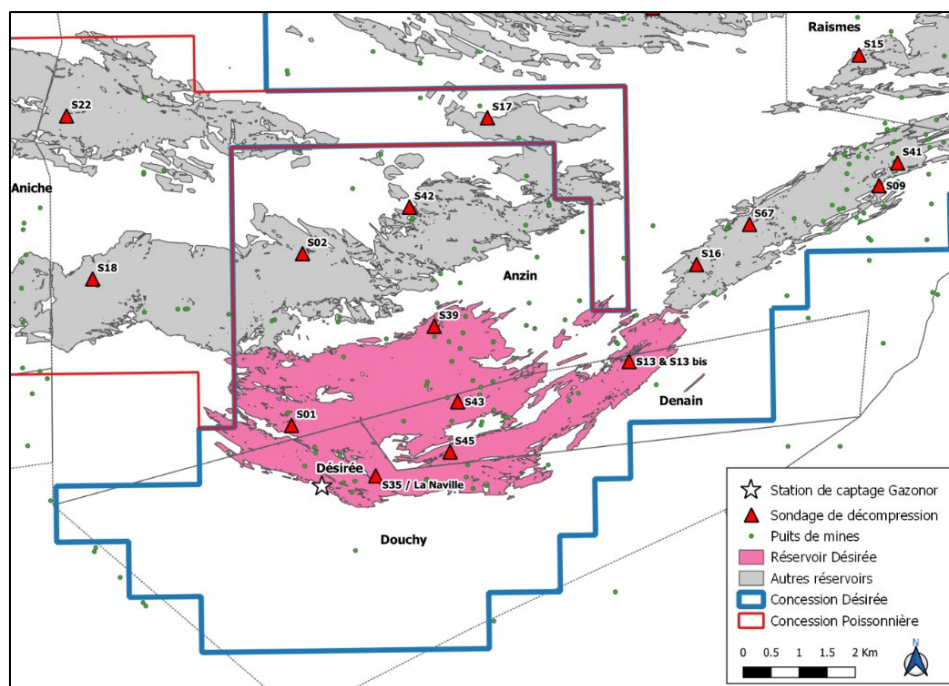 Raismes
S15
S22
S17
S41
Aniche
S09
S42
S67
S02
S16
Anzin
S18
S39
S13 & S13 bis
Denain
S43
S01
S45
Désirée
S35 / La Naville
Douchy
Station de captage Gazonor
Sondage de décompression
Puits de mines
Réservoir Désirée
Autres réservoirs
Concession Désirée
Concession Poissonnière
N
0 0.5 1 1.5 2 Km